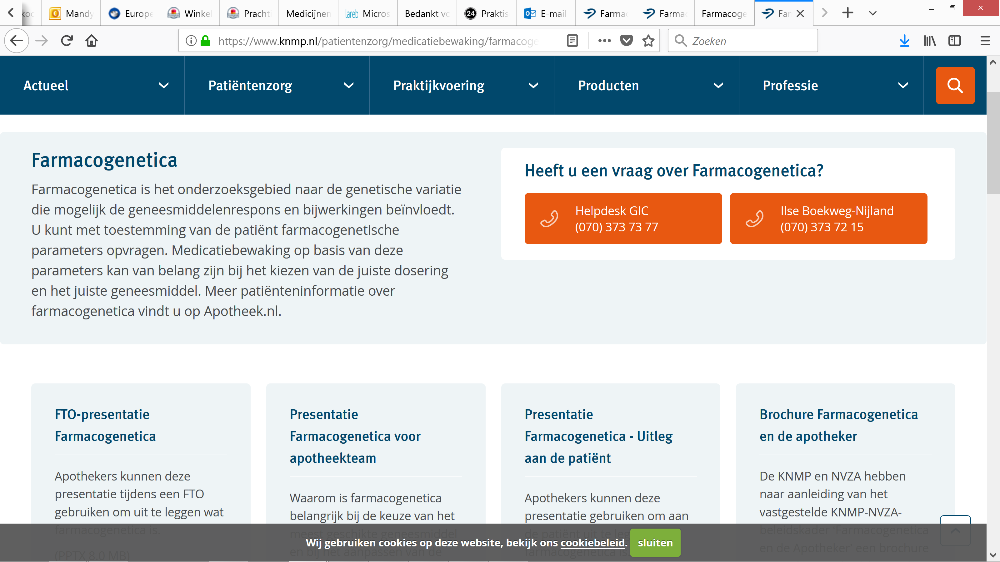 Mandy
Europe
Winkel
Prachti
Medicijnen
lareb Micros
Bedankt vo
24 Praktis
E-mail
Farmac
Farmac
Farmacoge
Far
https://www.knmp.nl/patientenzorg/medicatiebewaking/farmacoge
Zoeken
Actueel
Patiëntenzorg
Praktijkvoering
Producten
Professie
Farmacogenetica
Farmacogenetica is het onderzoeksgebied naar de genetische variatie
die mogelijk de geneesmiddelenrespons en bijwerkingen beïnvloedt.
U kunt met toestemming van de patiënt farmacogenetische
parameters opvragen. Medicatiebewaking op basis van deze
parameters kan van belang zijn bij het kiezen van de juiste dosering
en het juiste geneesmiddel. Meer patiënteninformatie over
farmacogenetica vindt u op Apotheek.nl.
Heeft u een vraag over Farmacogenetica?
Helpdesk GIC
(070) 373 73 77
Ilse Boekweg-Nijland
(070) 373 72 15
FTO-presentatie
Farmacogenetica
Apothekers kunnen deze
presentatie tijdens een FTO
gebruiken om uit te leggen wat
farmacogenetica is.
(PPTX 8.0 MB)
Presentatie
Farmacogenetica voor
apotheekteam
Waarom is farmacogenetica
belangrijk bij de keuze van het
meest geschikte geneesmiddel
en bij het aanpassen van de
Presentatie
Farmacogenetica - Uitleg
aan de patiënt
Apothekers kunnen deze
presentatie gebruiken om aan
de patiënt uit te leg
farmacogenetica is.
Brochure Farmacogenetica
en de apotheker
De KNMP en NVZA hebben
naar aanleiding van het
vastgestelde KNMP-NVZA-
beleidskader 'Farmacogenetica
en de Apotheker' een brochure
Wij gebruiken cookies op deze website, bekijk ons cookiebeleid. sluiten